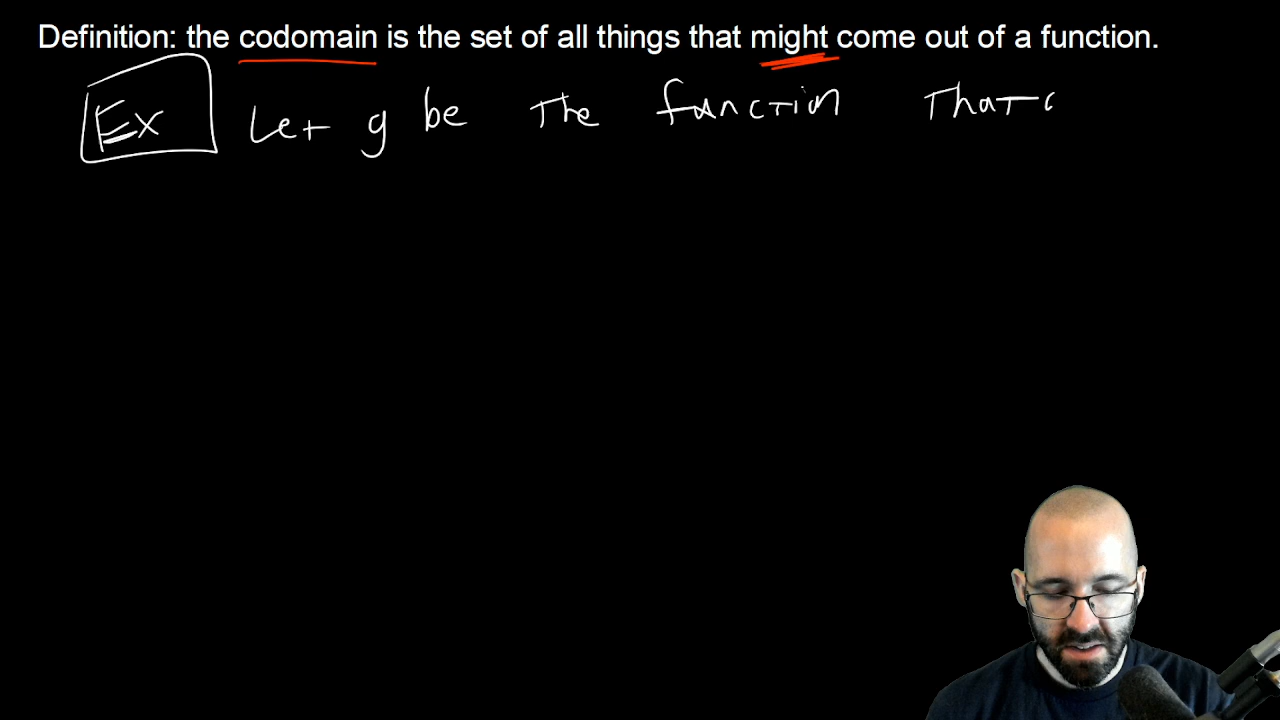 Definition: the codomain is the set of all things that might come out of a function.
Ex Let g be the function that